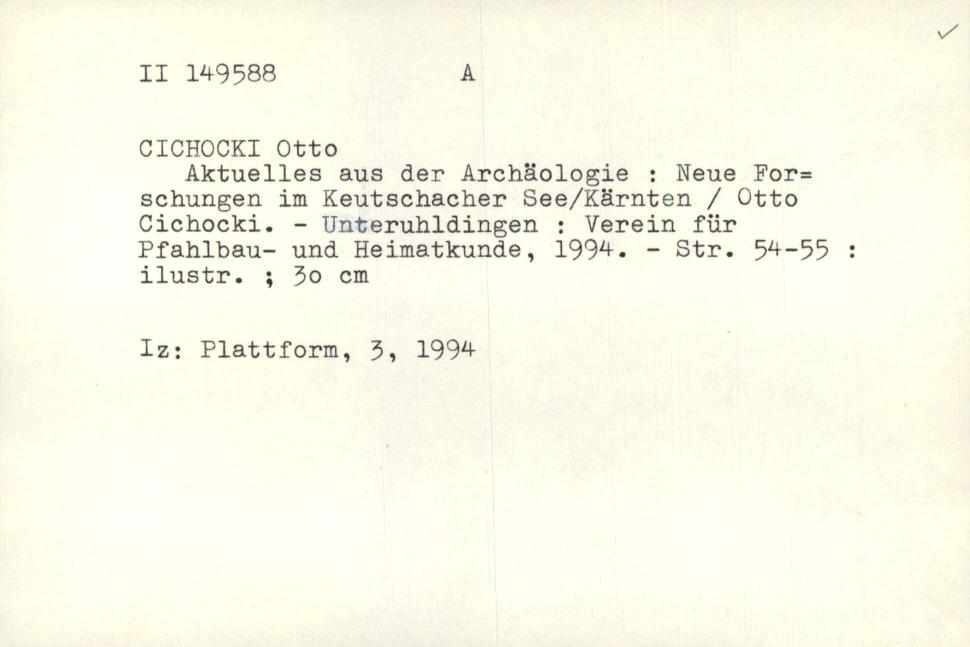 II 149588 A
CICHOCKI Otto
Aktuelles aus der Archäologie : Neue For=
schungen im Keutschacher See/Kärnten / Otto
Cichocki. - Unteruhldingen : Verein für
Pfahlbau- und Heimatkunde, 1994. - Str. 54-55 :
ilustr. ; 3o cm
Iz: Plattform, 3, 1994